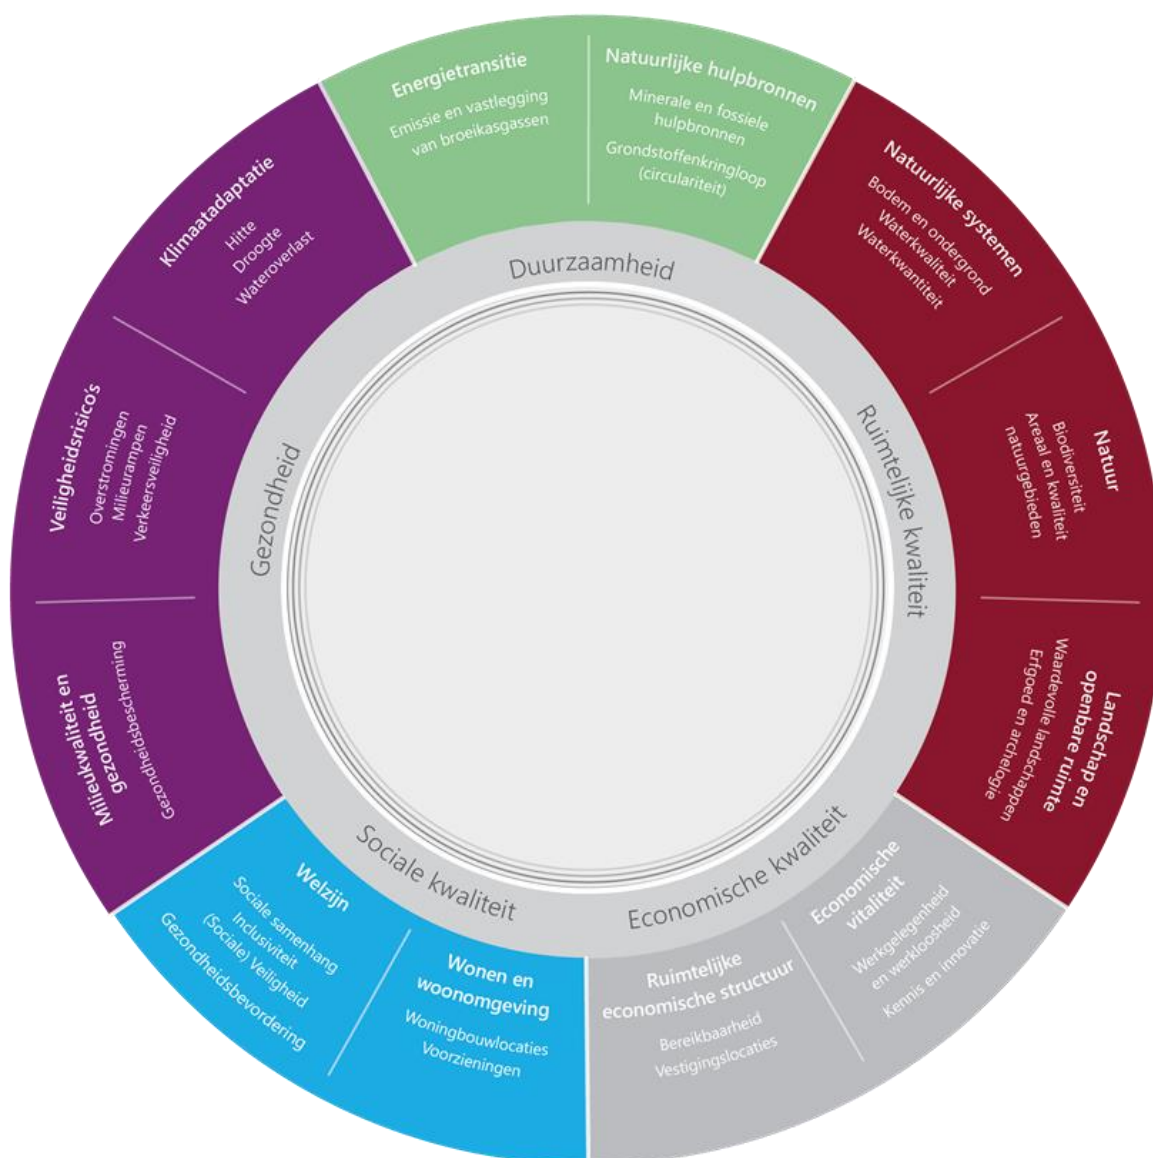 Energietransitie
Emissie en vastlegging
van broeikasgassen
Natuurlijke hulpbronnen
Minerale en fossiele
hulpbronnen
Grondstoffenkringloop
(circulariteit)
Natuurlijke systemen
Bodem en ondergrond
Waterkwaliteit
Waterkwantiteit
Natuur
Biodiversiteit
Areaal en kwaliteit
natuurgebieden
Landschap en
openbare ruimte
Waardevolle landschappen
Erfgoed en archelogie
Economische
vitaliteit
Werkgelegenheid
en werkloosheid
Kennis en innovatie
Ruimtelijke
economische structuur
Bereikbaarheid
Vestigingslocaties
Wonen en
woonomgeving
Woningbouwlocaties
Voorzieningen
Welzijn
Sociale samenhang
Inclusiviteit
(Sociale) Veiligheid
Gezondheidsbevordering
Milieukwaliteit en
gezondheid
Gezondheidsbescherming
Veiligheidsrisico's
Overstromingen
Milieurampen
Verkeersveiligheid
Klimaatadaptatie
Hitte
Droogte
Wateroverlast
Duurzaamheid
Ruimtelijke kwaliteit
Economische kwaliteit
Sociale kwaliteit
Gezondheid